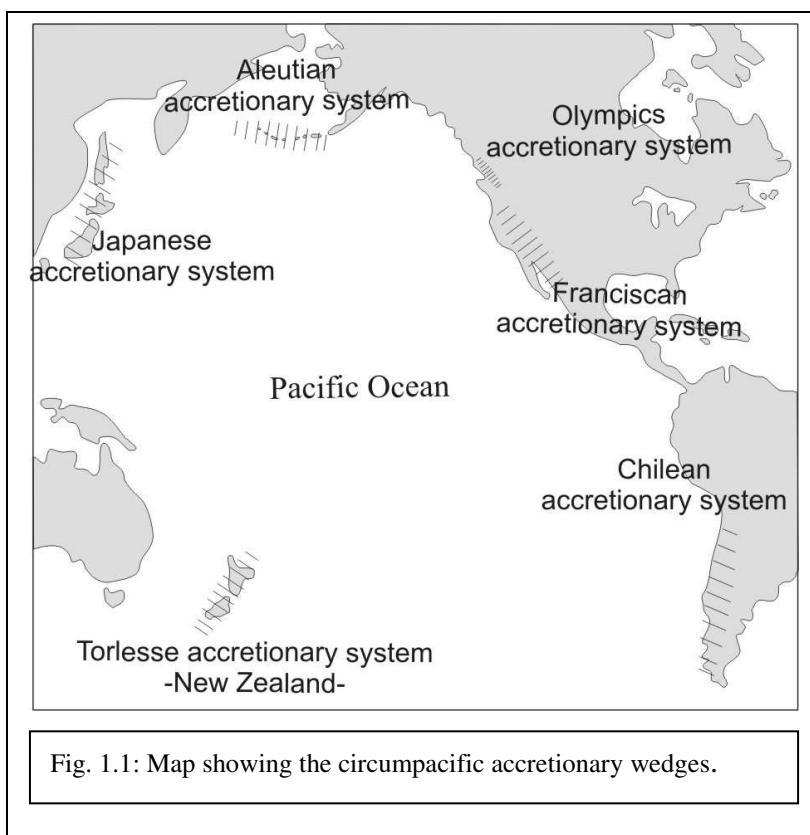 Aleutian
accretionary system
Olympics
accretionary system
Japanese
accretionary system
Franciscan
accretionary system
Pacific Ocean
Chilean
accretionary system
Torlesse accretionary system
-New Zealand-
Fig. 1.1: Map showing the circumpacific accretionary wedges.